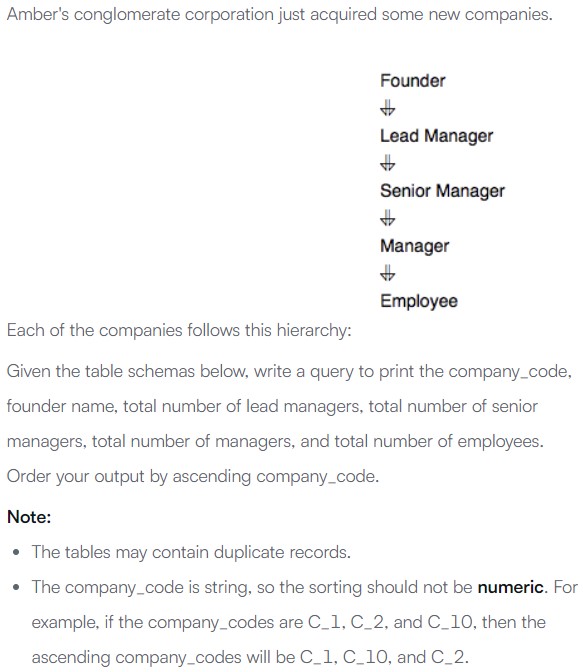 Amber's conglomerate corporation just acquired some new companies.
Founder
Lead Manager
Senior Manager
Manager
Employee
Each of the companies follows this hierarchy:
Given the table schemas below, write a query to print the company_code,
founder name, total number of lead managers, total number of senior
managers, total number of managers, and total number of employees.
Order your output by ascending company_code.
Note:
• The tables may contain duplicate records.
• The company_code is string, so the sorting should not be numeric. For
example, if the company_codes are C_1, C_2, and C_10, then the
ascending company_codes will be C_1, C_10, and C_2.